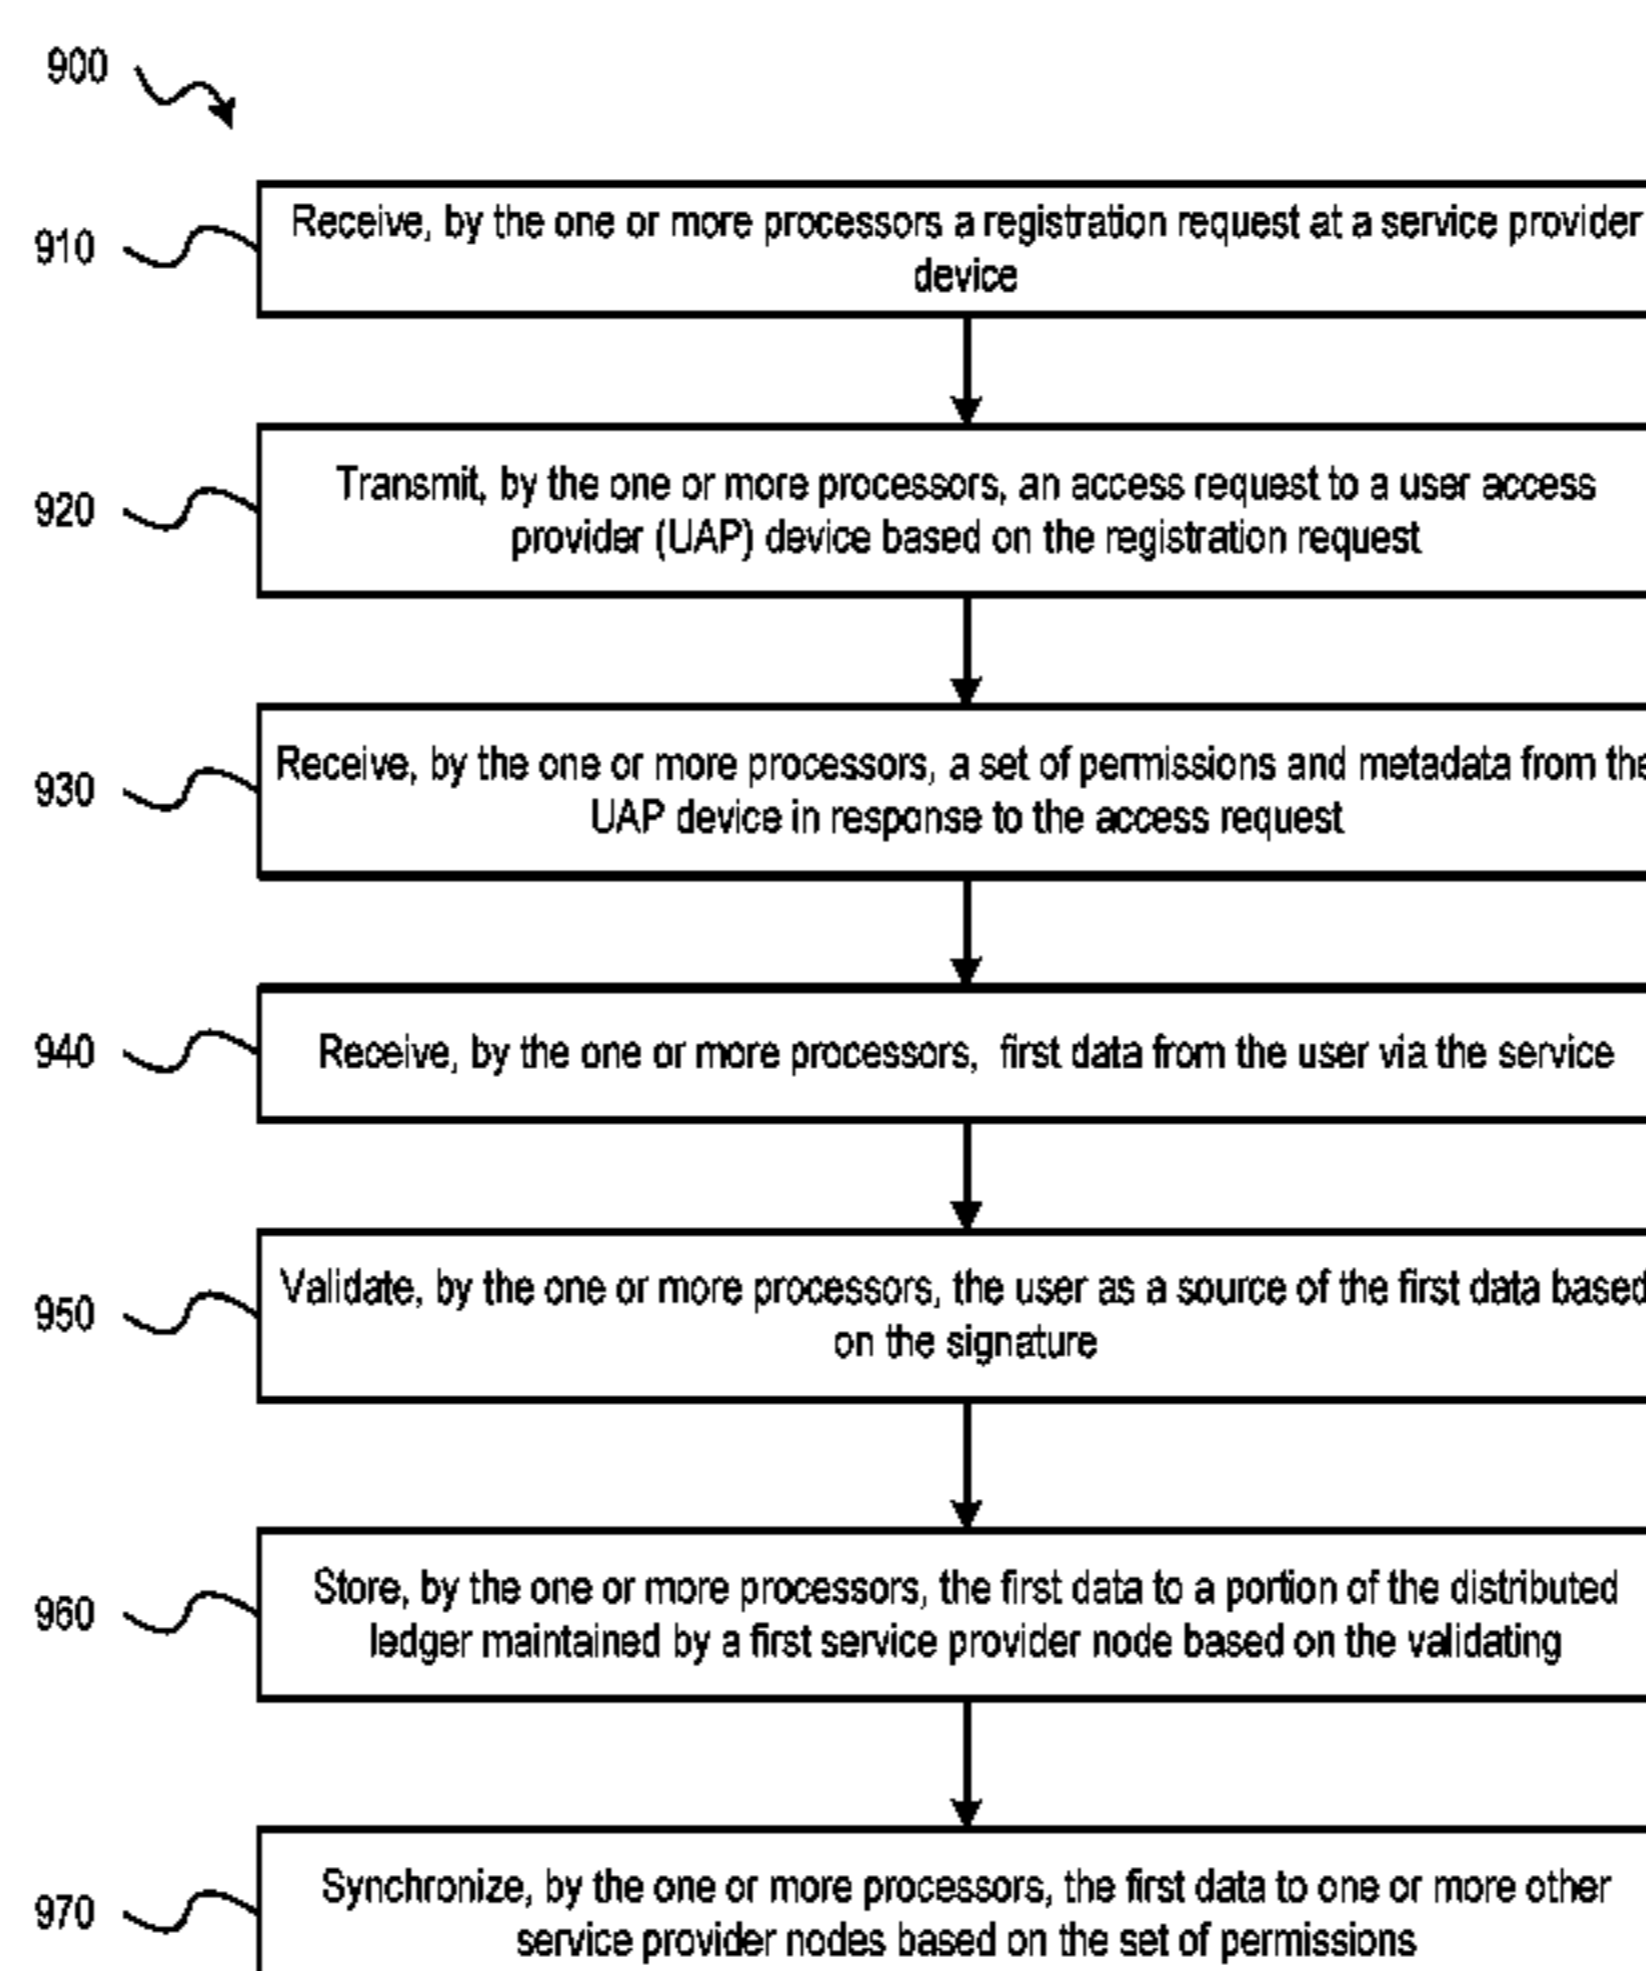 900
910
Receive, by the one or more processors a registration request at a service provider
device
920
Transmit, by the one or more processors, an access request to a user access
provider (UAP) device based on the registration request
930
Receive, by the one or more processors, a set of permissions and metadata from the
UAP device in response to the access request
940
Receive, by the one or more processors, first data from the user via the service
950
Validate, by the one or more processors, the user as a source of the first data based
on the signature
960
Store, by the one or more processors, the first data to a portion of the distributed
ledger maintained by a first service provider node based on the validating
970
Synchronize, by the one or more processors, the first data to one or more other
service provider nodes based on the set of permissions